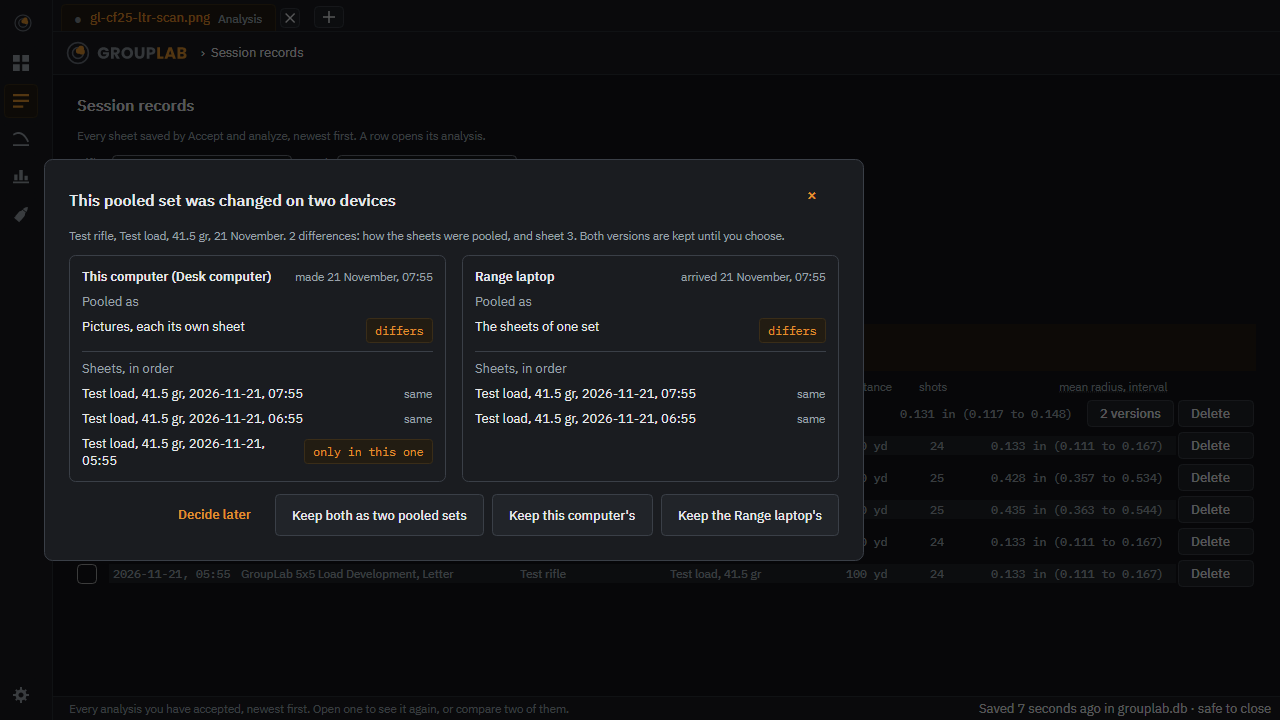 gl-cf25-ltr-scan.png Analysis
GROUPLAB › Session records
Session records
Every sheet saved by Accept and analyze, newest first. A row opens its analysis.
This pooled set was changed on two devices
Test rifle, Test load, 41.5 gr, 21 November. 2 differences: how the sheets were pooled, and sheet 3. Both versions are kept until you choose.
This computer (Desk computer) made 21 November, 07:55
Pooled as
Pictures, each its own sheet differs
Sheets, in order
Test load, 41.5 gr, 2026-11-21, 07:55 same
Test load, 41.5 gr, 2026-11-21, 06:55 same
Test load, 41.5 gr, 2026-11-21,
05:55
only in this one
Range laptop arrived 21 November, 07:55
Pooled as
The sheets of one set differs
Sheets, in order
Test load, 41.5 gr, 2026-11-21, 07:55 same
Test load, 41.5 gr, 2026-11-21, 06:55 same
Decide later
Keep both as two pooled sets
Keep this computer's
Keep the Range laptop's
shots mean radius, interval
0.131 in (0.117 to 0.148) 2 versions Delete
yd 24 0.133 in (0.111 to 0.167) Delete
yd 25 0.428 in (0.357 to 0.534) Delete
yd 25 0.435 in (0.363 to 0.544) Delete
yd 24 0.133 in (0.111 to 0.167) Delete
2026-11-21, 05:55 GroupLab 5x5 Load Development, Letter Test rifle Test load, 41.5 gr 100 yd 24 0.133 in (0.111 to 0.167) Delete
Every analysis you have accepted, newest first. Open one to see it again, or compare two of them.
Saved 7 seconds ago in grouplab.db · safe to close